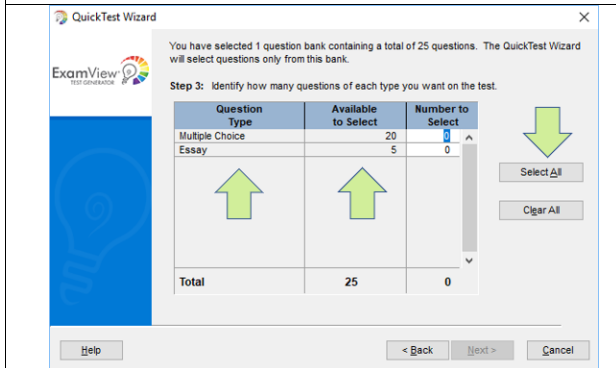 QuickTest Wizard
You have selected 1 question bank containing a total of 25 questions. The QuickTest Wizard
will select questions only from this bank.
ExamView
TEST GENERATOR
Step 3: Identify how many questions of each type you want on the test.
Question Type Available to Select Number to Select
Multiple Choice 20 0
Essay 5 0
Select All
Clear All
Total 25 0
Help < Back Next > Cancel